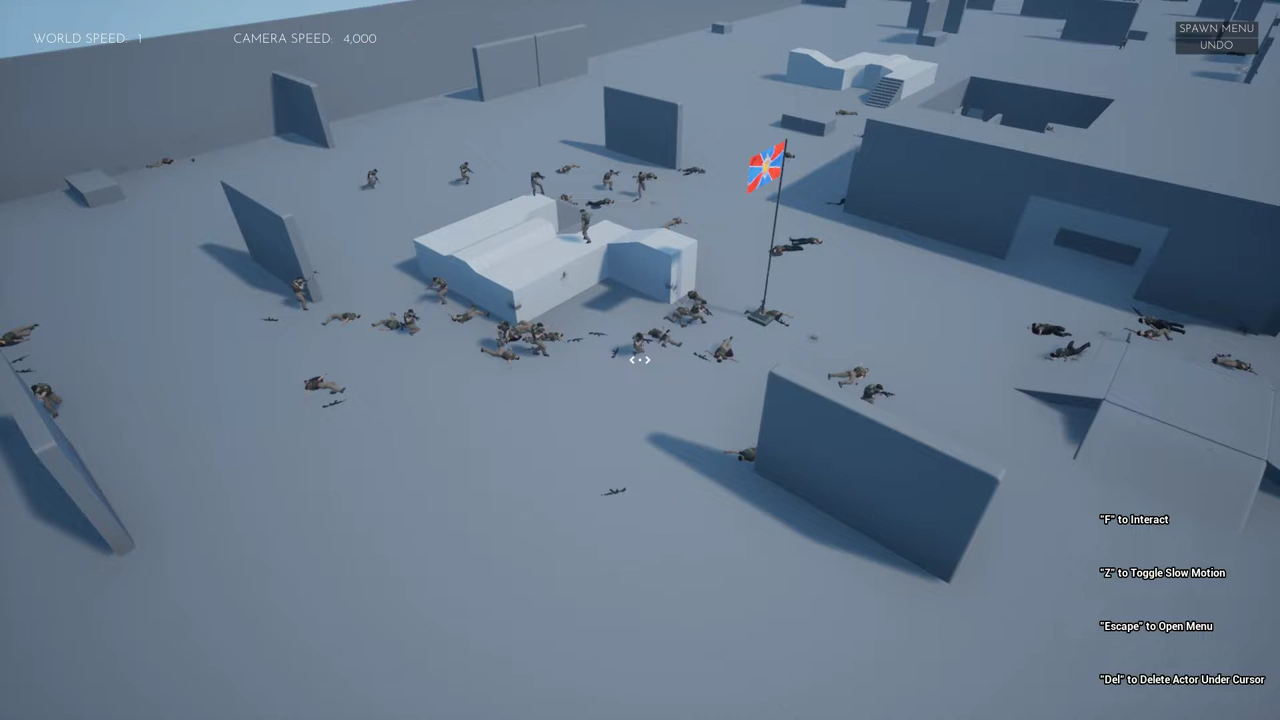 WORLD SPEED: 1
CAMERA SPEED: 4,000
SPAWN MENU
UNDO
"F" to Interact
"Z" to Toggle Slow Motion
"Escape" to Open Menu
"Del" to Delete Actor Under Cursor